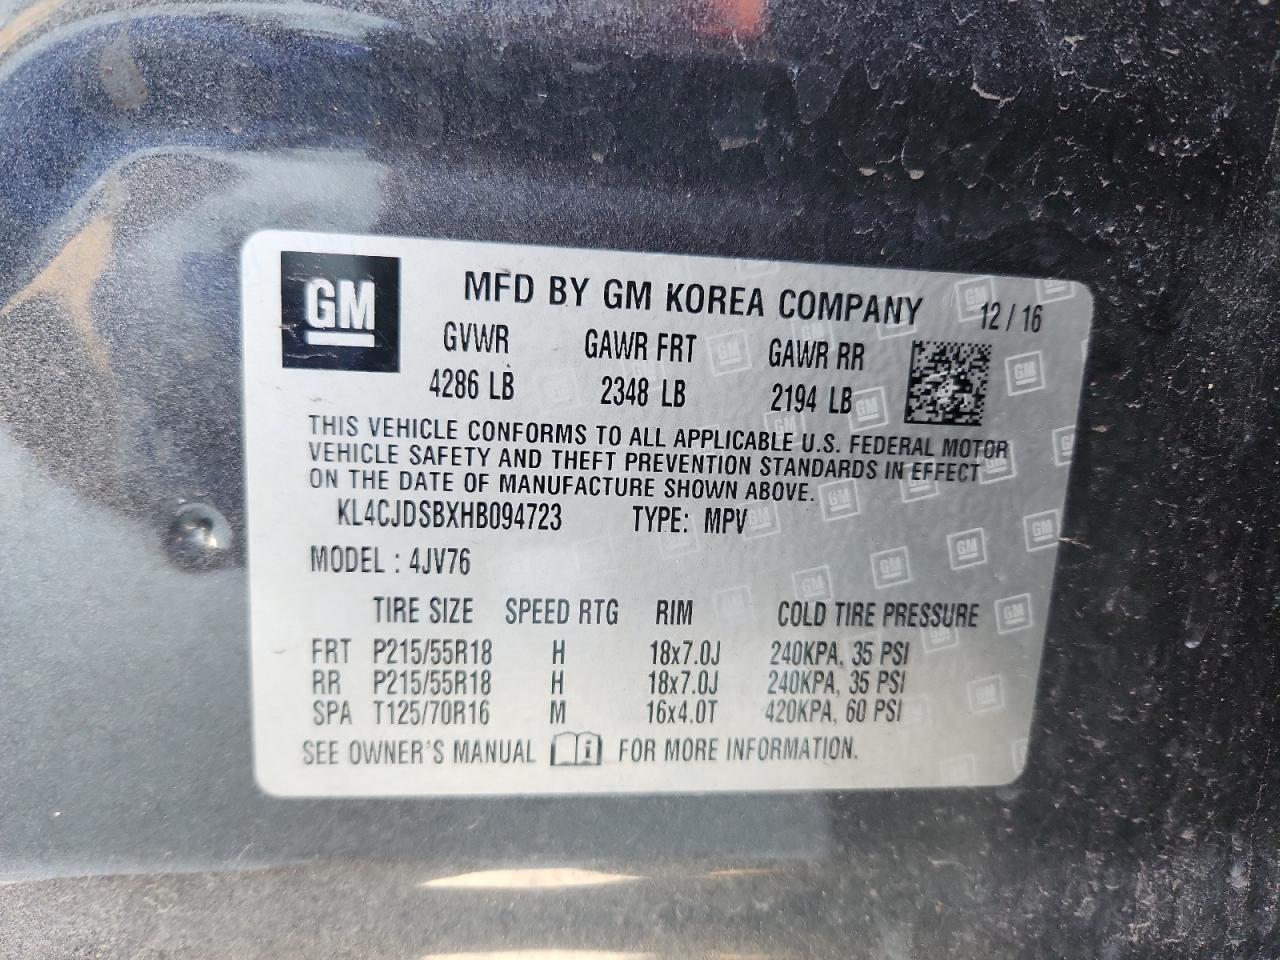 GM
MFD BY GM KOREA COMPANY 12 / 16
GVWR GAWR FRT GAWR RR
4286 LB 2348 LB 2194 LB
THIS VEHICLE CONFORMS TO ALL APPLICABLE U.S. FEDERAL MOTOR
VEHICLE SAFETY AND THEFT PREVENTION STANDARDS IN EFFECT
ON THE DATE OF MANUFACTURE SHOWN ABOVE.
KL4CJDSBXHB094723 TYPE: MPV
MODEL : 4JV76
TIRE SIZE SPEED RTG RIM COLD TIRE PRESSURE
FRT P215/55R18 H 18x7.0J 240KPA, 35 PSI
RR P215/55R18 H 18x7.0J 240KPA, 35 PSI
SPA T125/70R16 M 16x4.0T 420KPA, 60 PSI
SEE OWNER'S MANUAL i FOR MORE INFORMATION.